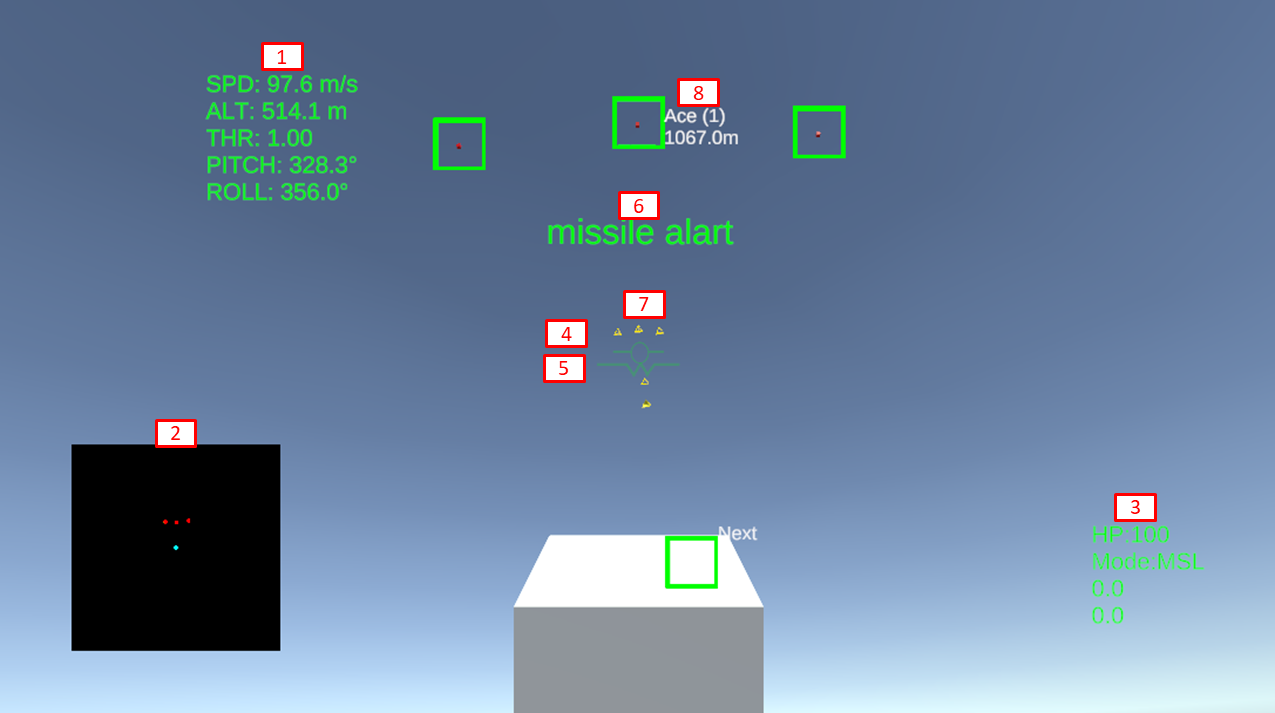 1
SPD: 97.6 m/s
ALT: 514.1 m
THR: 1.00
PITCH: 328.3°
ROLL: 356.0°
8
Ace (1)
1067.0m
6
missile alart
7
4
5
2
Next
3
HP:100
Mode:MSL
0.0
0.0